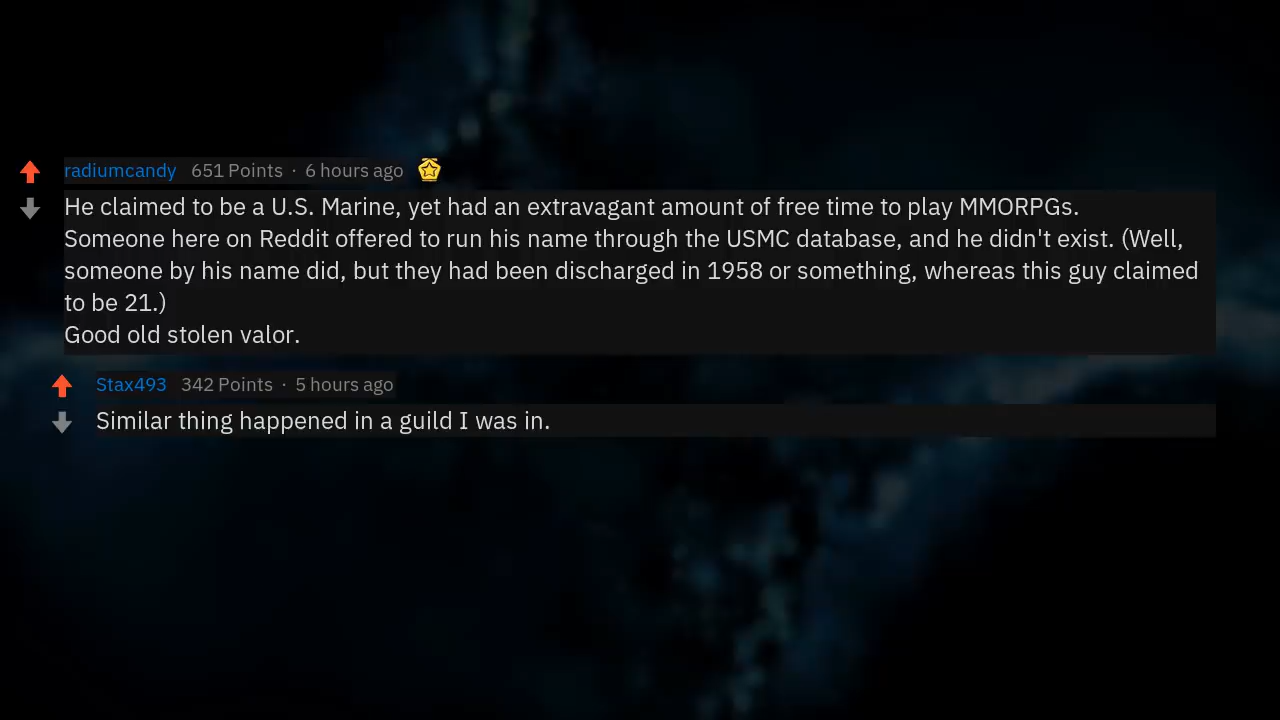 radiumcandy 651 Points · 6 hours ago
He claimed to be a U.S. Marine, yet had an extravagant amount of free time to play MMORPGs.
Someone here on Reddit offered to run his name through the USMC database, and he didn't exist. (Well,
someone by his name did, but they had been discharged in 1958 or something, whereas this guy claimed
to be 21.)
Good old stolen valor.
Stax493 342 Points · 5 hours ago
Similar thing happened in a guild I was in.